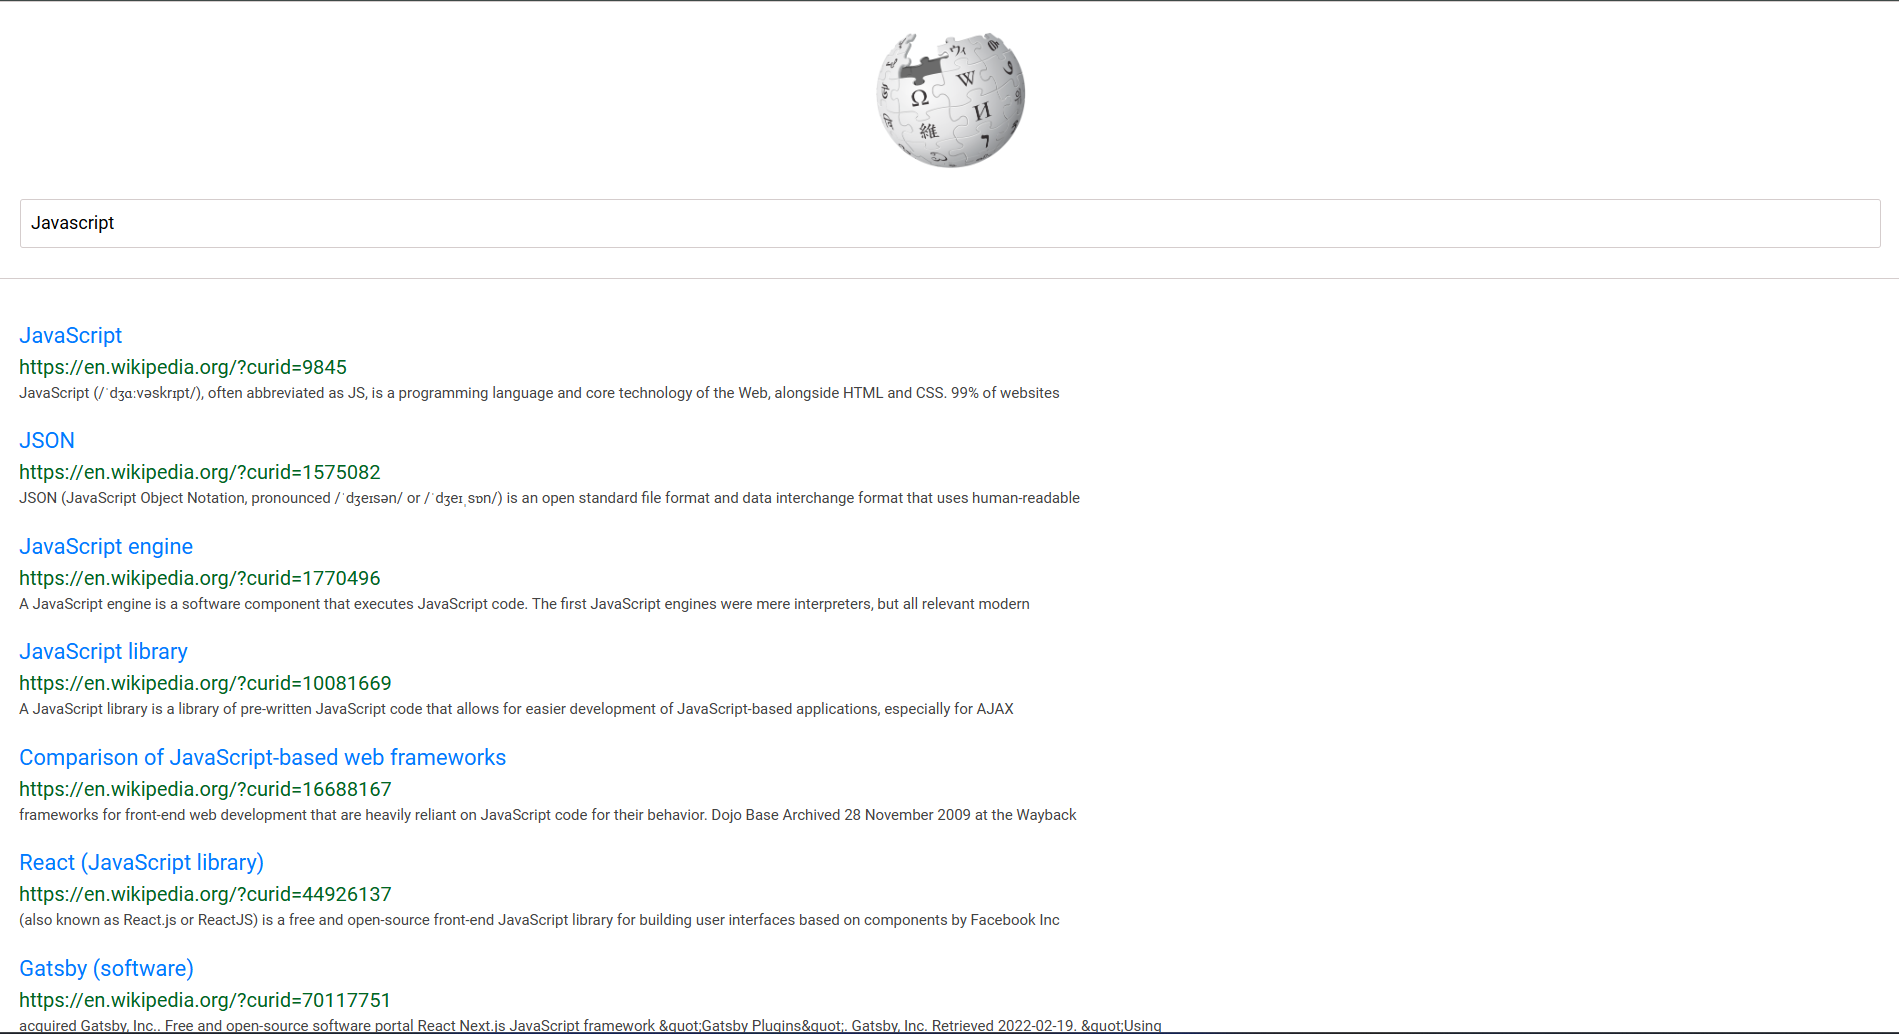 Ω
W
И
維
ウィ
7
Javascript
JavaScript
https://en.wikipedia.org/?curid=9845
JavaScript (/ˈdʒɑːvəskrɪpt/), often abbreviated as JS, is a programming language and core technology of the Web, alongside HTML and CSS. 99% of websites
JSON
https://en.wikipedia.org/?curid=1575082
JSON (JavaScript Object Notation, pronounced /ˈdʒeɪsən/ or /ˈdʒeɪˌsɒn/) is an open standard file format and data interchange format that uses human-readable
JavaScript engine
https://en.wikipedia.org/?curid=1770496
A JavaScript engine is a software component that executes JavaScript code. The first JavaScript engines were mere interpreters, but all relevant modern
JavaScript library
https://en.wikipedia.org/?curid=10081669
A JavaScript library is a library of pre-written JavaScript code that allows for easier development of JavaScript-based applications, especially for AJAX
Comparison of JavaScript-based web frameworks
https://en.wikipedia.org/?curid=16688167
frameworks for front-end web development that are heavily reliant on JavaScript code for their behavior. Dojo Base Archived 28 November 2009 at the Wayback
React (JavaScript library)
https://en.wikipedia.org/?curid=44926137
(also known as React.js or ReactJS) is a free and open-source front-end JavaScript library for building user interfaces based on components by Facebook Inc
Gatsby (software)
https://en.wikipedia.org/?curid=70117751
acquired Gatsby, Inc.. Free and open-source software portal React Next.js JavaScript framework &quot;Gatsby Plugins&quot;. Gatsby, Inc. Retrieved 2022-02-19. &quot;Using